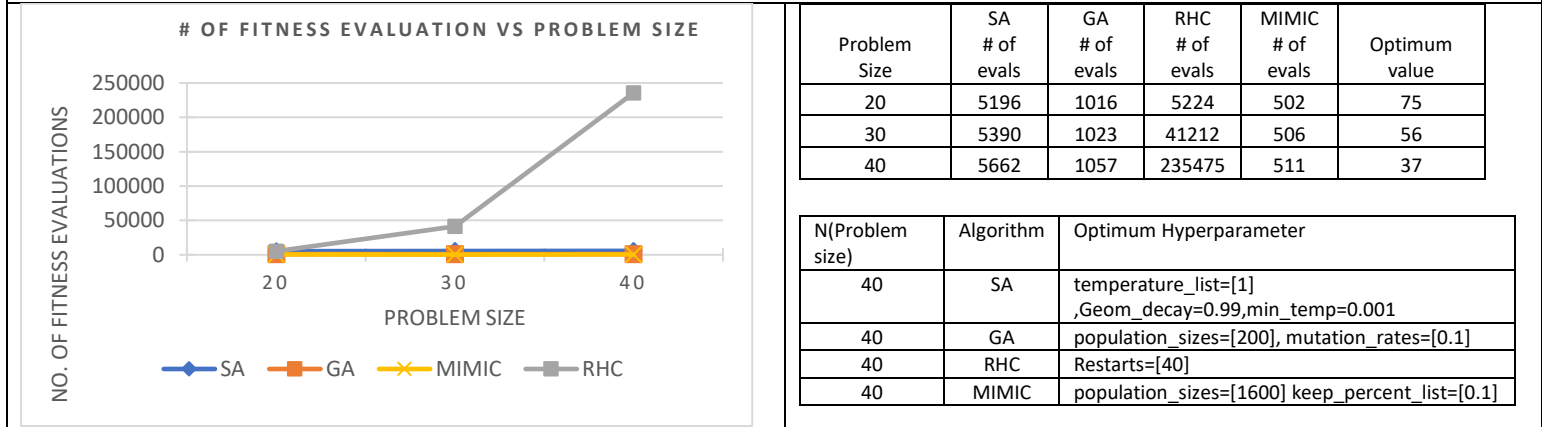 # OF FITNESS EVALUATION VS PROBLEM SIZE
250000
200000
150000
100000
50000
0
20 30 40
NO. OF FITNESS EVALUATIONS
PROBLEM SIZE
SA GA MIMIC RHC
Problem Size SA # of evals GA # of evals RHC # of evals MIMIC # of evals Optimum value
20 5196 1016 5224 502 75
30 5390 1023 41212 506 56
40 5662 1057 235475 511 37
N(Problem size) Algorithm Optimum Hyperparameter
40 SA temperature_list=[1]
,Geom_decay=0.99,min_temp=0.001
40 GA population_sizes=[200], mutation_rates=[0.1]
40 RHC Restarts=[40]
40 MIMIC population_sizes=[1600] keep_percent_list=[0.1]